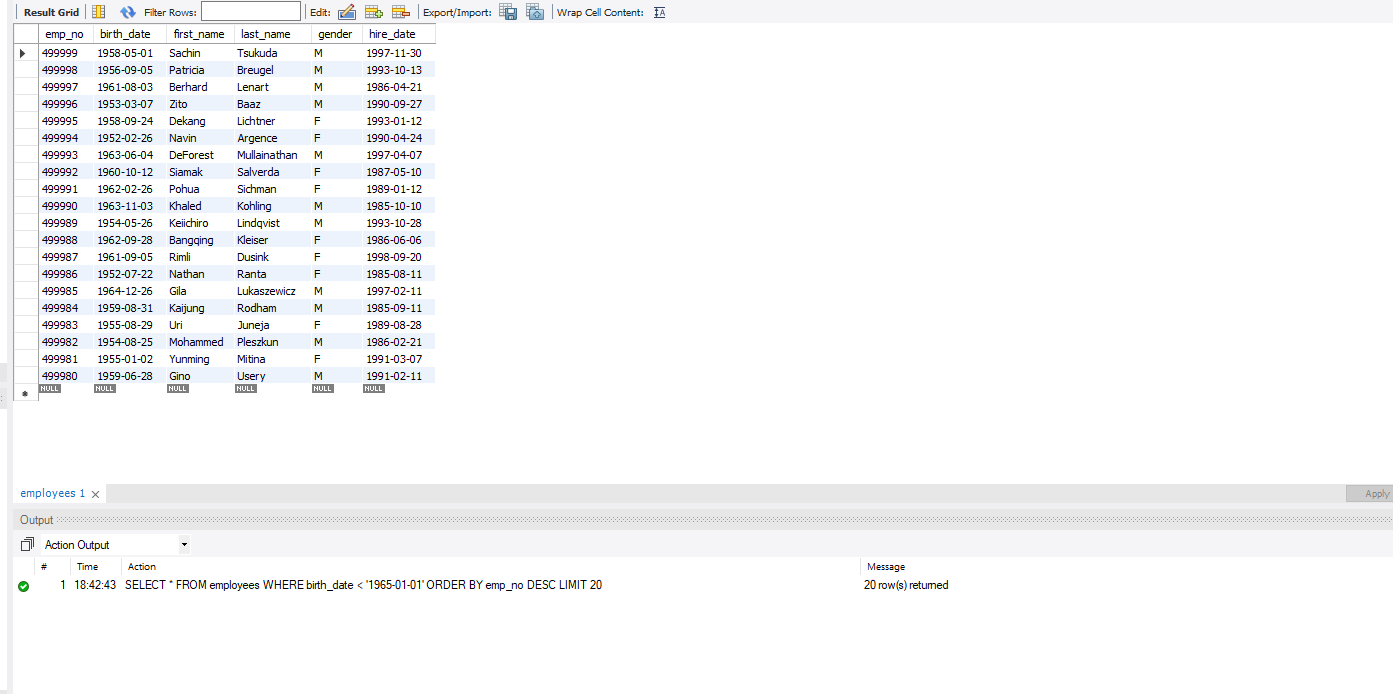 Result Grid Filter Rows: Edit: Export/Import: Wrap Cell Content:
emp_no birth_date first_name last_name gender hire_date
499999 1958-05-01 Sachin Tsukuda M 1997-11-30
499998 1956-09-05 Patricia Breugel M 1993-10-13
499997 1961-08-03 Berhard Lenart M 1986-04-21
499996 1953-03-07 Zito Baaz M 1990-09-27
499995 1958-09-24 Dekang Lichtner F 1993-01-12
499994 1952-02-26 Navin Argence F 1990-04-24
499993 1963-06-04 DeForest Mullainathan M 1997-04-07
499992 1960-10-12 Siamak Salverda F 1987-05-10
499991 1962-02-26 Pohua Sichman F 1989-01-12
499990 1963-11-03 Khaled Kohling M 1985-10-10
499989 1954-05-26 Keiichiro Lindqvist M 1993-10-28
499988 1962-09-28 Bangqing Kleiser F 1986-06-06
499987 1961-09-05 Rimli Dusink F 1998-09-20
499986 1952-07-22 Nathan Ranta F 1985-08-11
499985 1964-12-26 Gila Lukaszewicz M 1997-02-11
499984 1959-08-31 Kaijung Rodham M 1985-09-11
499983 1955-08-29 Uri Juneja F 1989-08-28
499982 1954-08-25 Mohammed Pleszkun M 1986-02-21
499981 1955-01-02 Yunming Mitina F 1991-03-07
499980 1959-06-28 Gino Usery M 1991-02-11
NULL NULL NULL NULL NULL NULL
employees 1 Apply
Output
Action Output
# Time Action Message
1 18:42:43 SELECT * FROM employees WHERE birth_date < '1965-01-01' ORDER BY emp_no DESC LIMIT 20 20 row(s) returned